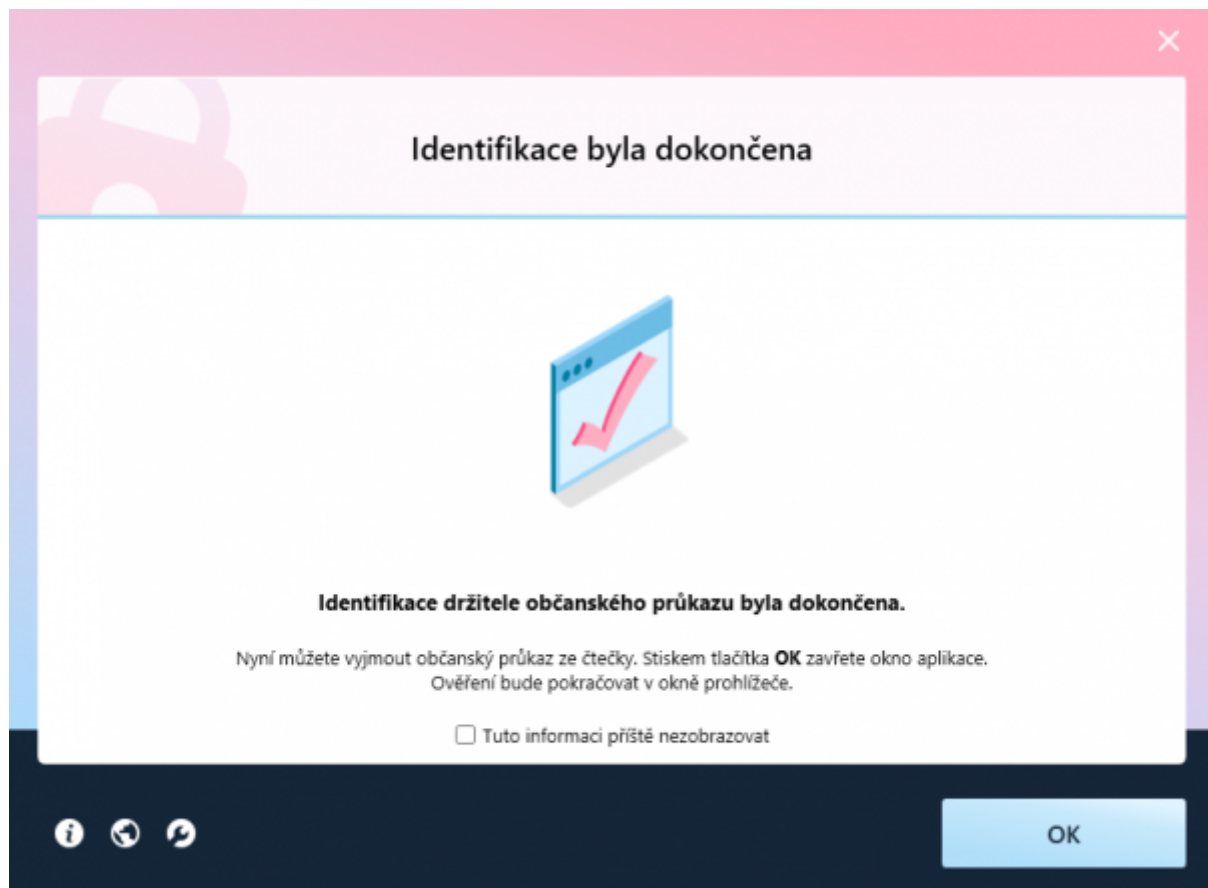 Identifikace byla dokončena
Identifikace držitele občanského průkazu byla dokončena.
Nyní můžete vyjmout občanský průkaz ze čtečky. Stiskem tlačítka OK zavřete okno aplikace.
Ověření bude pokračovat v okně prohlížeče.
Tuto informaci příště nezobrazovat
OK